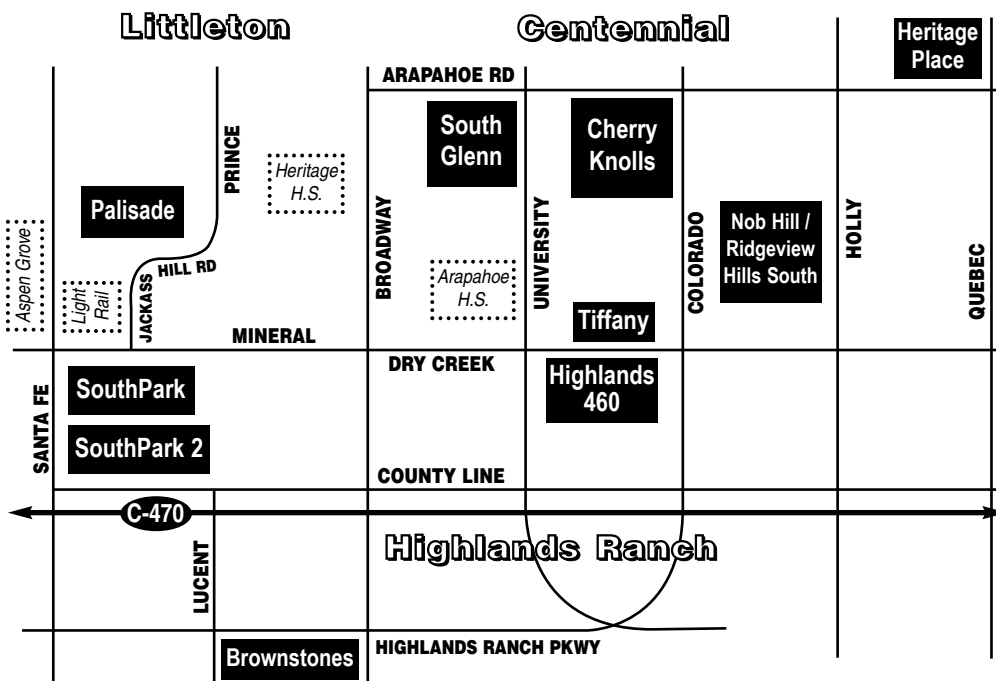 Littleton
Centennial
Heritage
Place
ARAPAHOE RD
South
Glenn
Cherry
Knolls
PRINCE
Heritage
H.S.
Palisade
BROADWAY
UNIVERSITY
COLORADO
Nob Hill /
Ridgeview
Hills South
HOLLY
QUEBEC
Aspen Grove
Light
Rail
JACKASS
HILL RD
Arapahoe
H.S.
Tiffany
MINERAL
DRY CREEK
SANTA FE
SouthPark
SouthPark 2
Highlands
460
COUNTY LINE
C-470
Highlands Ranch
LUCENT
Brownstones
HIGHLANDS RANCH PKWY